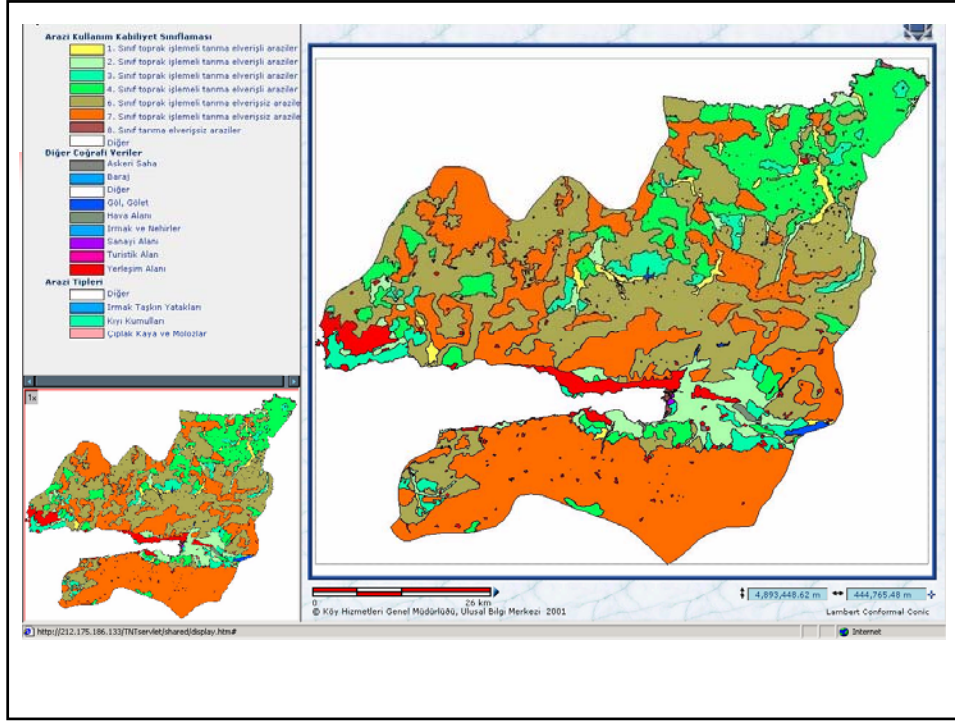 Arazi Kullanım Kabiliyet Sınıflaması
1. Sınıf toprak işlemeli tarıma elverişli araziler
2. Sınıf toprak işlemeli tarıma elverişli araziler
3. Sınıf toprak işlemeli tarıma elverişli araziler
4. Sınıf toprak işlemeli tarıma elverişli araziler
6. Sınıf toprak işlemeli tarıma elverişsiz arazile
7. Sınıf toprak işlemeli tarıma elverişsiz arazile
8. Sınıf tarıma elverişsiz araziler
Diğer
Diğer Coğrafi Veriler
Askeri Saha
Baraj
Diğer
Göl, Gölet
Hava Alanı
Irmak ve Nehirler
Sanayi Alanı
Turistik Alan
Yerleşim Alanı
Arazi Tipleri
Diğer
Irmak Taşkın Yatakları
Kıyı Kumulları
Çıplak Kaya ve Molozlar
1x
0 26 km
© Köy Hizmetleri Genel Müdürlüğü, Ulusal Bilgi Merkezi 2001
4,893,448.62 m 444,765.48 m
Lambert Conformal Conic
http://212.175.186.133/TNTservlet/shared/display.htm#
Internet